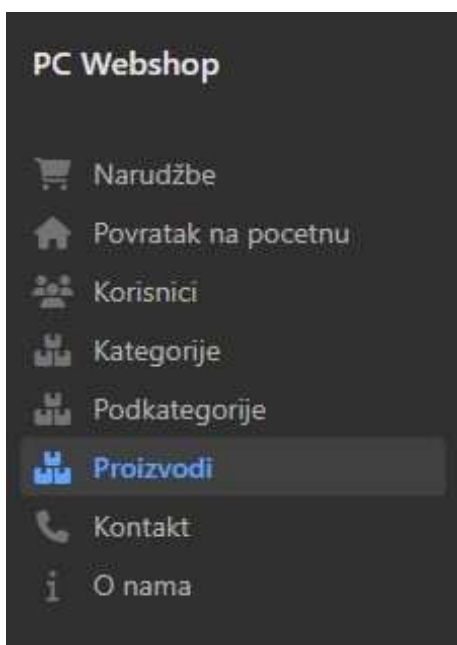 PC Webshop
Narudžbe
Povratak na pocetnu
Korisnici
Kategorije
Podkategorije
Proizvodi
Kontakt
O nama